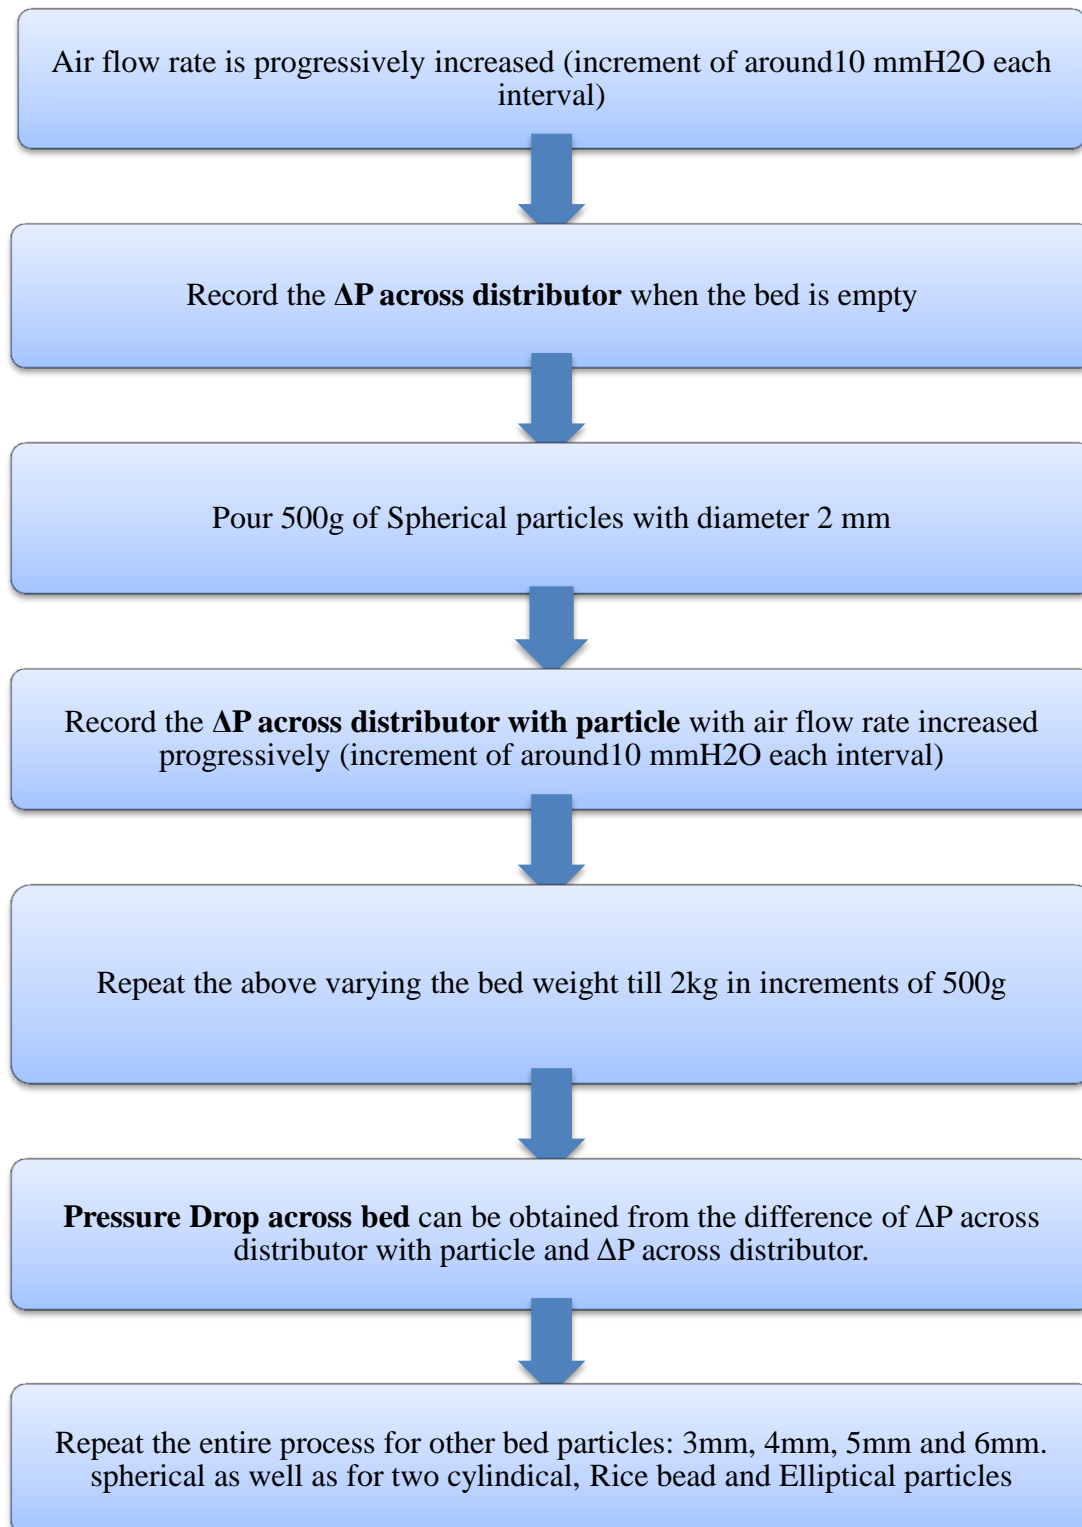 Air flow rate is progressively increased (increment of around10 mmH2O each
interval)
Record the ΔP across distributor when the bed is empty
Pour 500g of Spherical particles with diameter 2 mm
Record the ΔP across distributor with particle with air flow rate increased
progressively (increment of around10 mmH2O each interval)
Repeat the above varying the bed weight till 2kg in increments of 500g
Pressure Drop across bed can be obtained from the difference of ΔP across
distributor with particle and ΔP across distributor.
Repeat the entire process for other bed particles: 3mm, 4mm, 5mm and 6mm.
spherical as well as for two cylindical, Rice bead and Elliptical particles